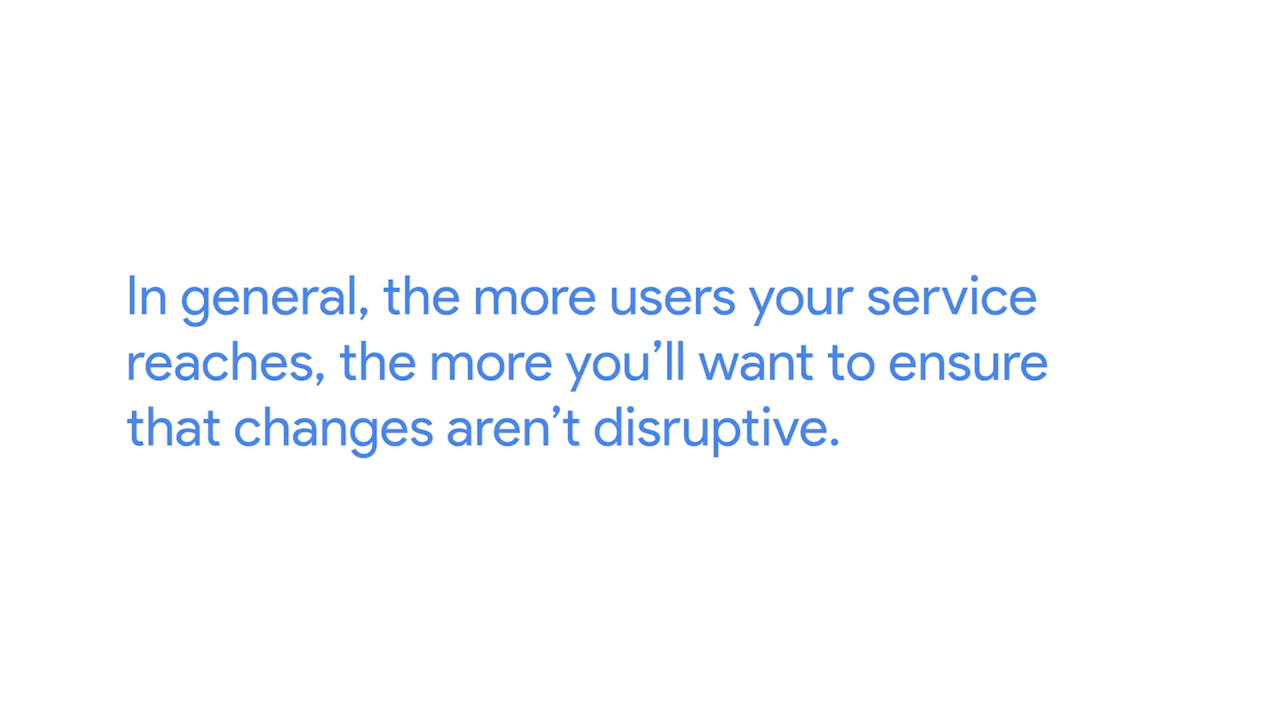 In general, the more users your service
reaches, the more you’ll want to ensure
that changes aren’t disruptive.